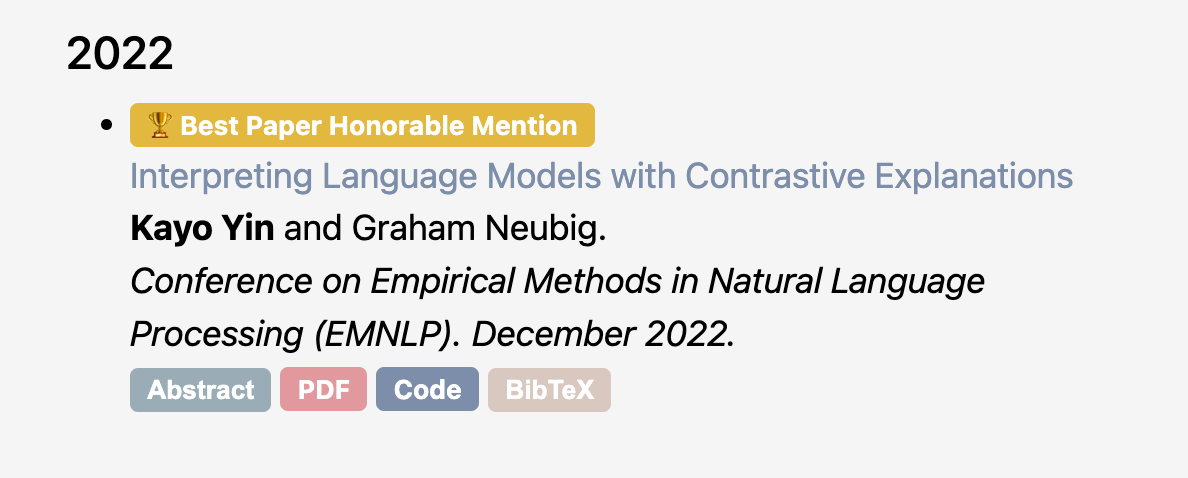 2022
🏆 Best Paper Honorable Mention
Interpreting Language Models with Contrastive Explanations
Kayo Yin and Graham Neubig.
Conference on Empirical Methods in Natural Language
Processing (EMNLP). December 2022.
Abstract PDF Code BibTeX